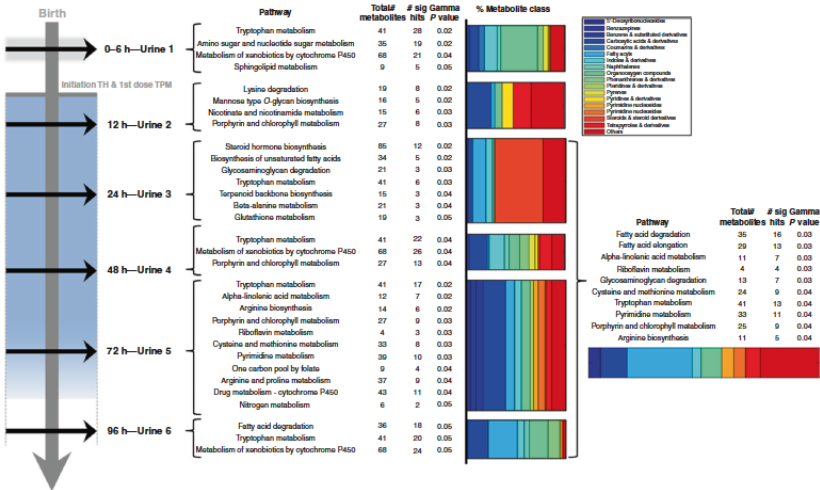 Pathway Total# metabolites # sig hits Gamma P value % Metabolite class
Birth
0–6 h—Urine 1
Tryptophan metabolism 41 28 0.02
Amino sugar and nucleotide sugar metabolism 35 19 0.02
Metabolism of xenobiotics by cytochrome P450 68 21 0.04
Sphingolipid metabolism 9 5 0.05
Initiation TH & 1st dose TPM
12 h—Urine 2
Lysine degradation 19 8 0.02
Mannose type O-glycan biosynthesis 16 5 0.02
Nicotinate and nicotinamide metabolism 15 6 0.03
Porphyrin and chlorophyll metabolism 27 8 0.03
24 h—Urine 3
Steroid hormone biosynthesis 85 12 0.02
Biosynthesis of unsaturated fatty acids 34 5 0.02
Glycosaminoglycan degradation 21 3 0.03
Tryptophan metabolism 41 6 0.03
Terpenoid backbone biosynthesis 15 3 0.04
Beta-alanine metabolism 21 3 0.04
Glutathione metabolism 19 3 0.05
48 h—Urine 4
Tryptophan metabolism 41 22 0.04
Metabolism of xenobiotics by cytochrome P450 68 26 0.04
Porphyrin and chlorophyll metabolism 27 13 0.04
72 h—Urine 5
Tryptophan metabolism 41 17 0.02
Alpha-linolenic acid metabolism 12 7 0.02
Arginine biosynthesis 14 6 0.02
Porphyrin and chlorophyll metabolism 27 9 0.03
Riboflavin metabolism 4 3 0.03
Cysteine and methionine metabolism 33 8 0.03
Pyrimidine metabolism 39 10 0.03
One carbon pool by folate 9 4 0.04
Arginine and proline metabolism 37 9 0.04
Drug metabolism - cytochrome P450 43 11 0.04
Nitrogen metabolism 6 2 0.05
96 h—Urine 6
Fatty acid degradation 36 18 0.05
Tryptophan metabolism 41 20 0.05
Metabolism of xenobiotics by cytochrome P450 68 24 0.05
5'-Deoxyribonucleosides
Benzazepines
Benzene & substituted derivatives
Carboxylic acids & derivatives
Coumarins & derivatives
Fatty acyls
Indoles & derivatives
Naphthalenes
Organooxygen compounds
Phenanthrenes & derivatives
Pteridines & derivatives
Pyrenes
Pyridines & derivatives
Pyrimidine nucleosides
Pyrimidine nucleosides
Steroids & steroid derivatives
Tetrapyrroles & derivatives
Others
Pathway Total# metabolites # sig hits Gamma P value
Fatty acid degradation 35 16 0.03
Fatty acid elongation 29 13 0.03
Alpha-linolenic acid metabolism 11 7 0.03
Riboflavin metabolism 4 4 0.03
Glycosaminoglycan degradation 13 7 0.03
Cysteine and methionine metabolism 24 9 0.04
Tryptophan metabolism 41 13 0.04
Pyrimidine metabolism 33 11 0.04
Porphyrin and chlorophyll metabolism 25 9 0.04
Arginine biosynthesis 11 5 0.04